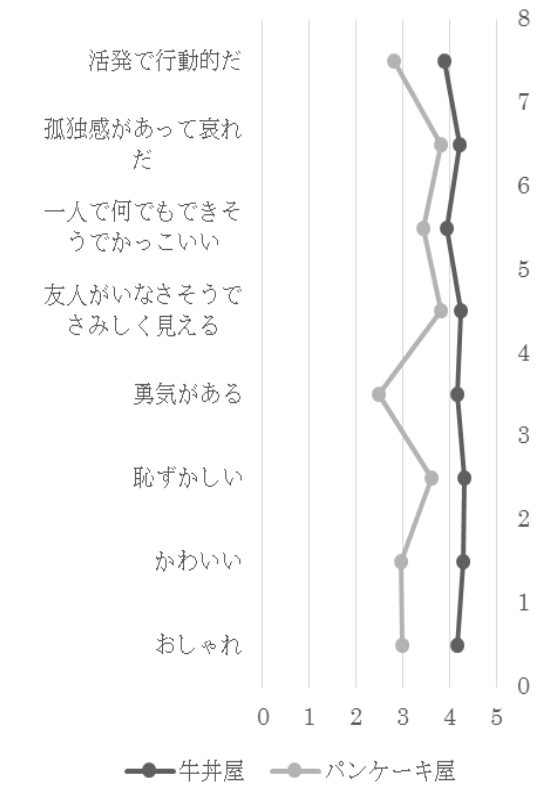 8
活発で行動的だ
7
孤独感があって哀れ
だ
6
一人で何でもできそ
うでかっこいい
5
友人がいなさそうで
さみしく見える
4
勇気がある
3
恥ずかしい
2
かわいい
1
おしゃれ
0
0 1 2 3 4 5
牛丼屋 パンケーキ屋